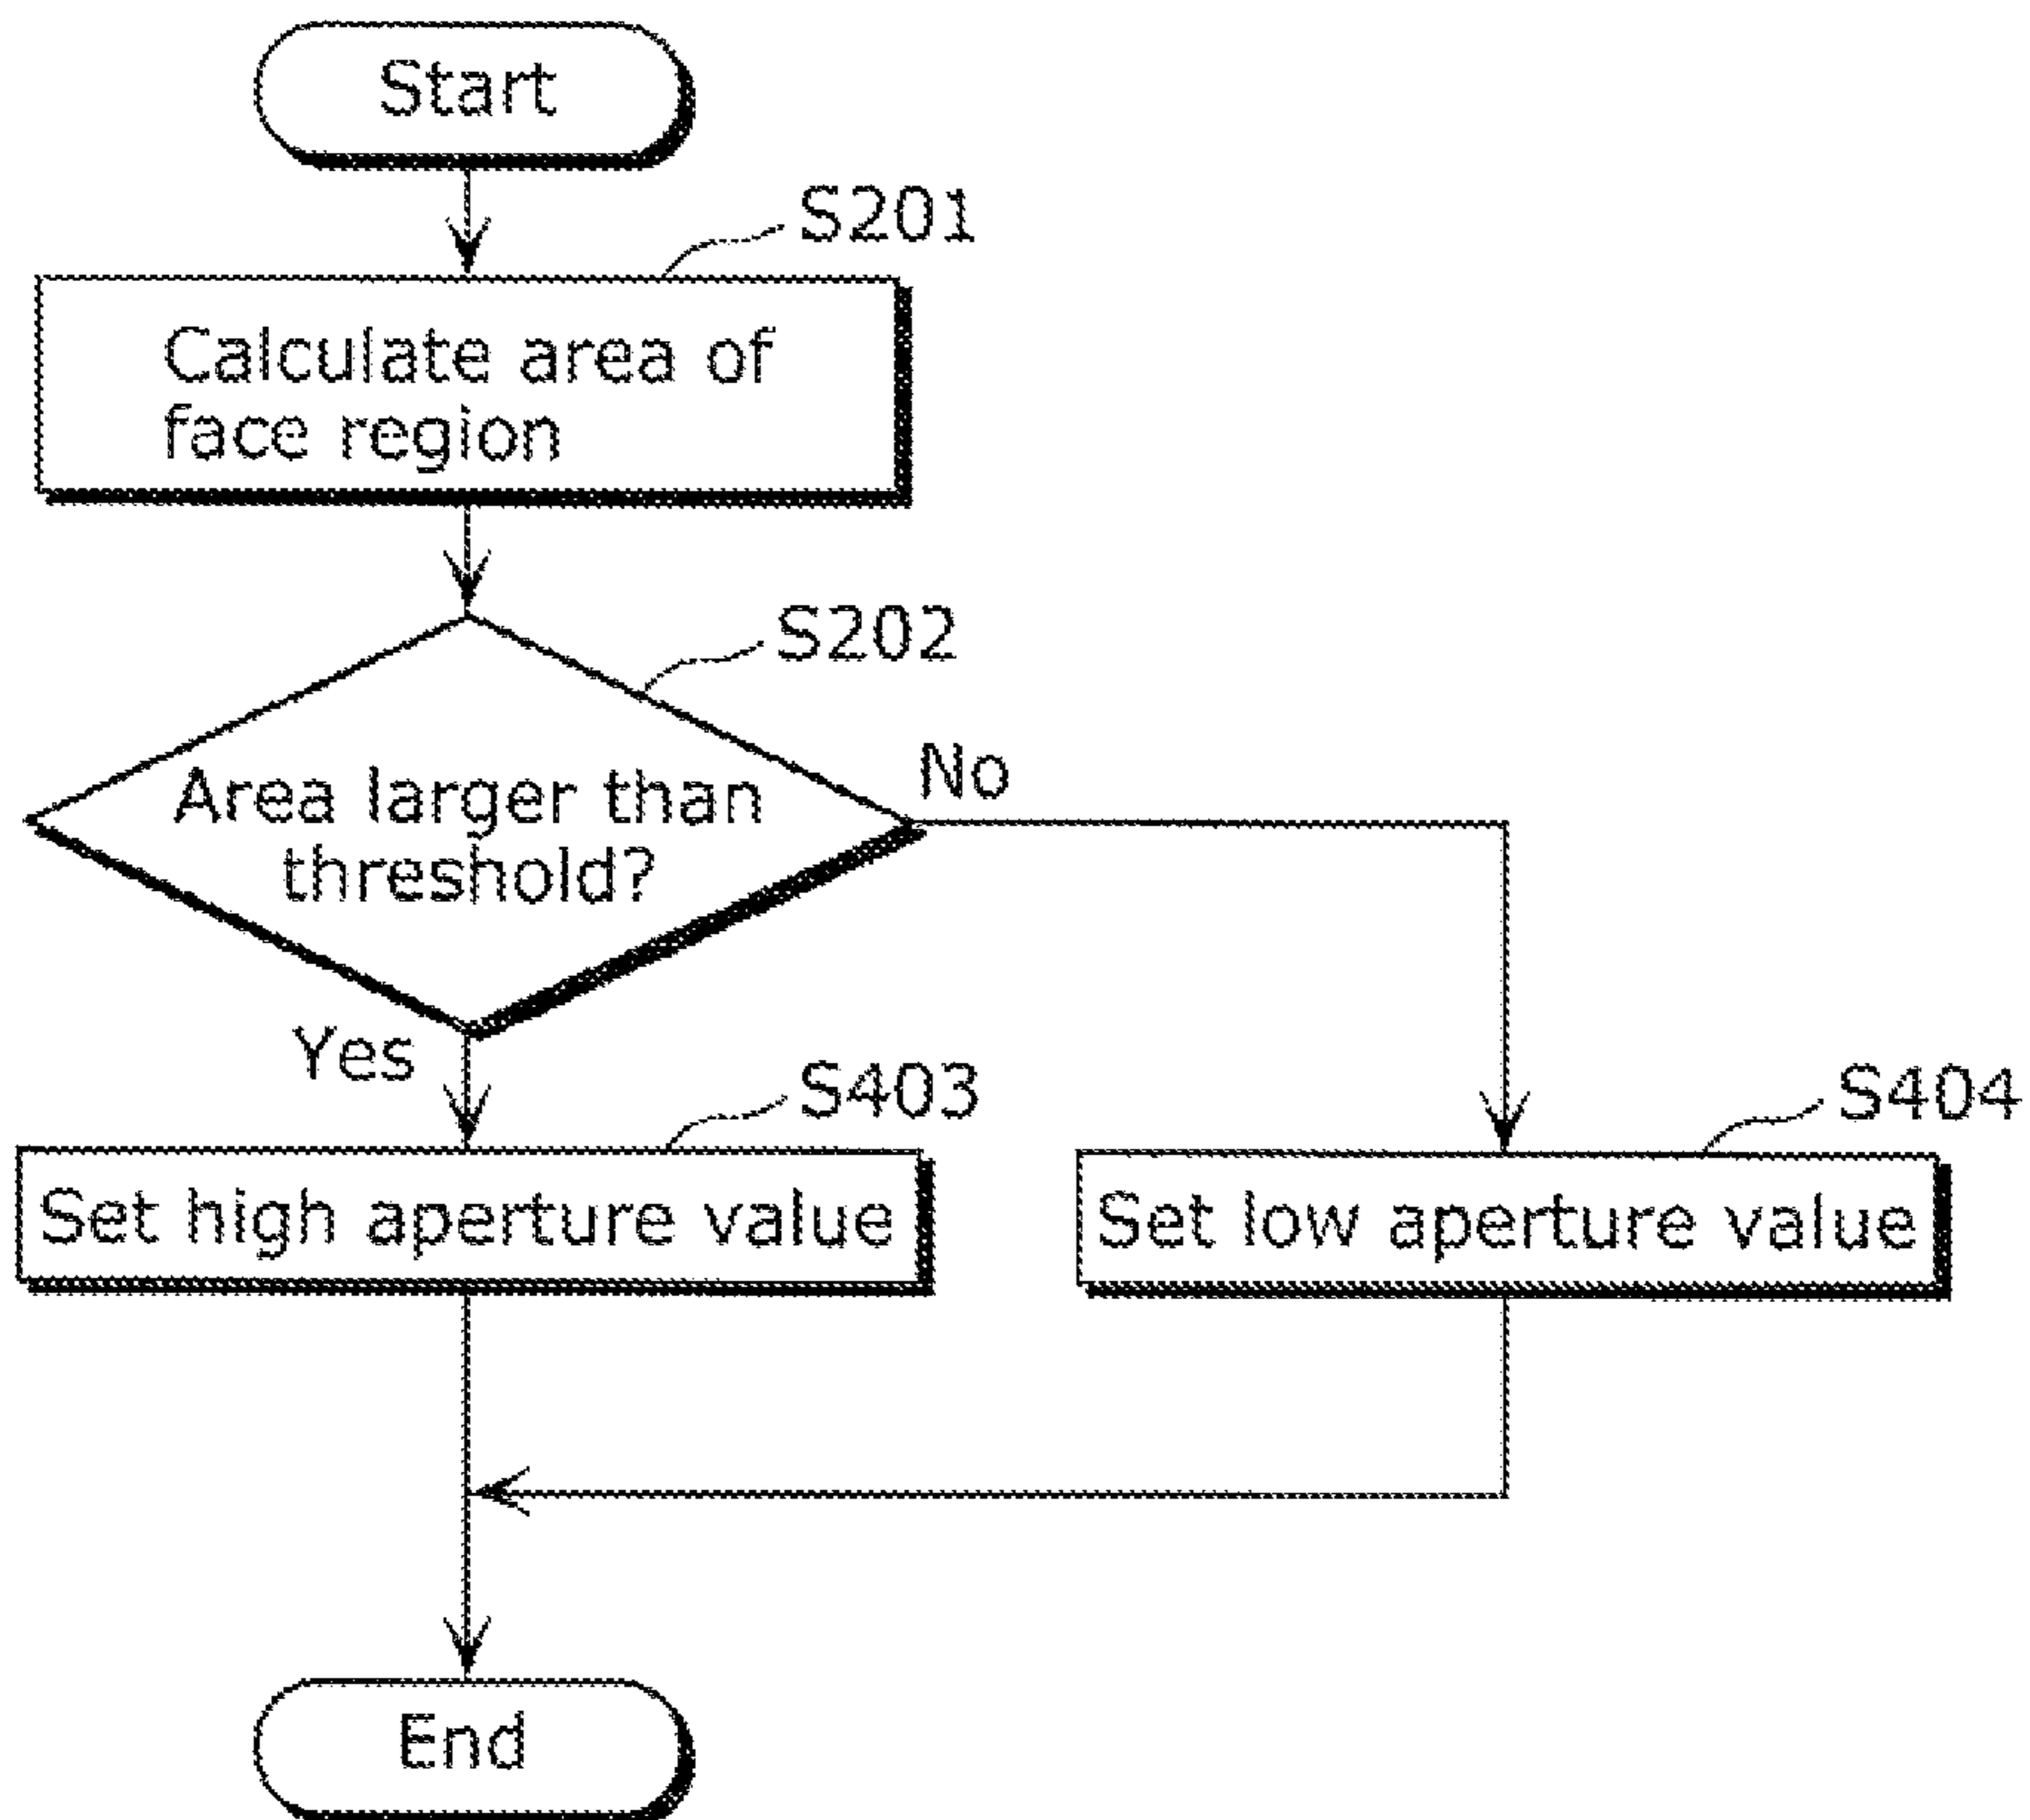 Start
S201
Calculate area of
face region
S202
Area larger than
threshold?
No
Yes
S403
Set high aperture value
S404
Set low aperture value
End